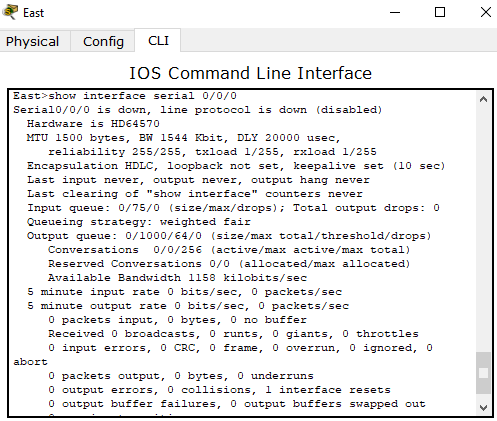 East
Physical Config CLI
IOS Command Line Interface
East>show interface serial 0/0/0
Serial0/0/0 is down, line protocol is down (disabled)
Hardware is HD64570
MTU 1500 bytes, BW 1544 Kbit, DLY 20000 usec,
reliability 255/255, txload 1/255, rxload 1/255
Encapsulation HDLC, loopback not set, keepalive set (10 sec)
Last input never, output never, output hang never
Last clearing of "show interface" counters never
Input queue: 0/75/0 (size/max/drops); Total output drops: 0
Queueing strategy: weighted fair
Output queue: 0/1000/64/0 (size/max total/threshold/drops)
Conversations 0/0/256 (active/max active/max total)
Reserved Conversations 0/0 (allocated/max allocated)
Available Bandwidth 1158 kilobits/sec
5 minute input rate 0 bits/sec, 0 packets/sec
5 minute output rate 0 bits/sec, 0 packets/sec
0 packets input, 0 bytes, 0 no buffer
Received 0 broadcasts, 0 runts, 0 giants, 0 throttles
0 input errors, 0 CRC, 0 frame, 0 overrun, 0 ignored, 0
abort
0 packets output, 0 bytes, 0 underruns
0 output errors, 0 collisions, 1 interface resets
0 output buffer failures, 0 output buffers swapped out